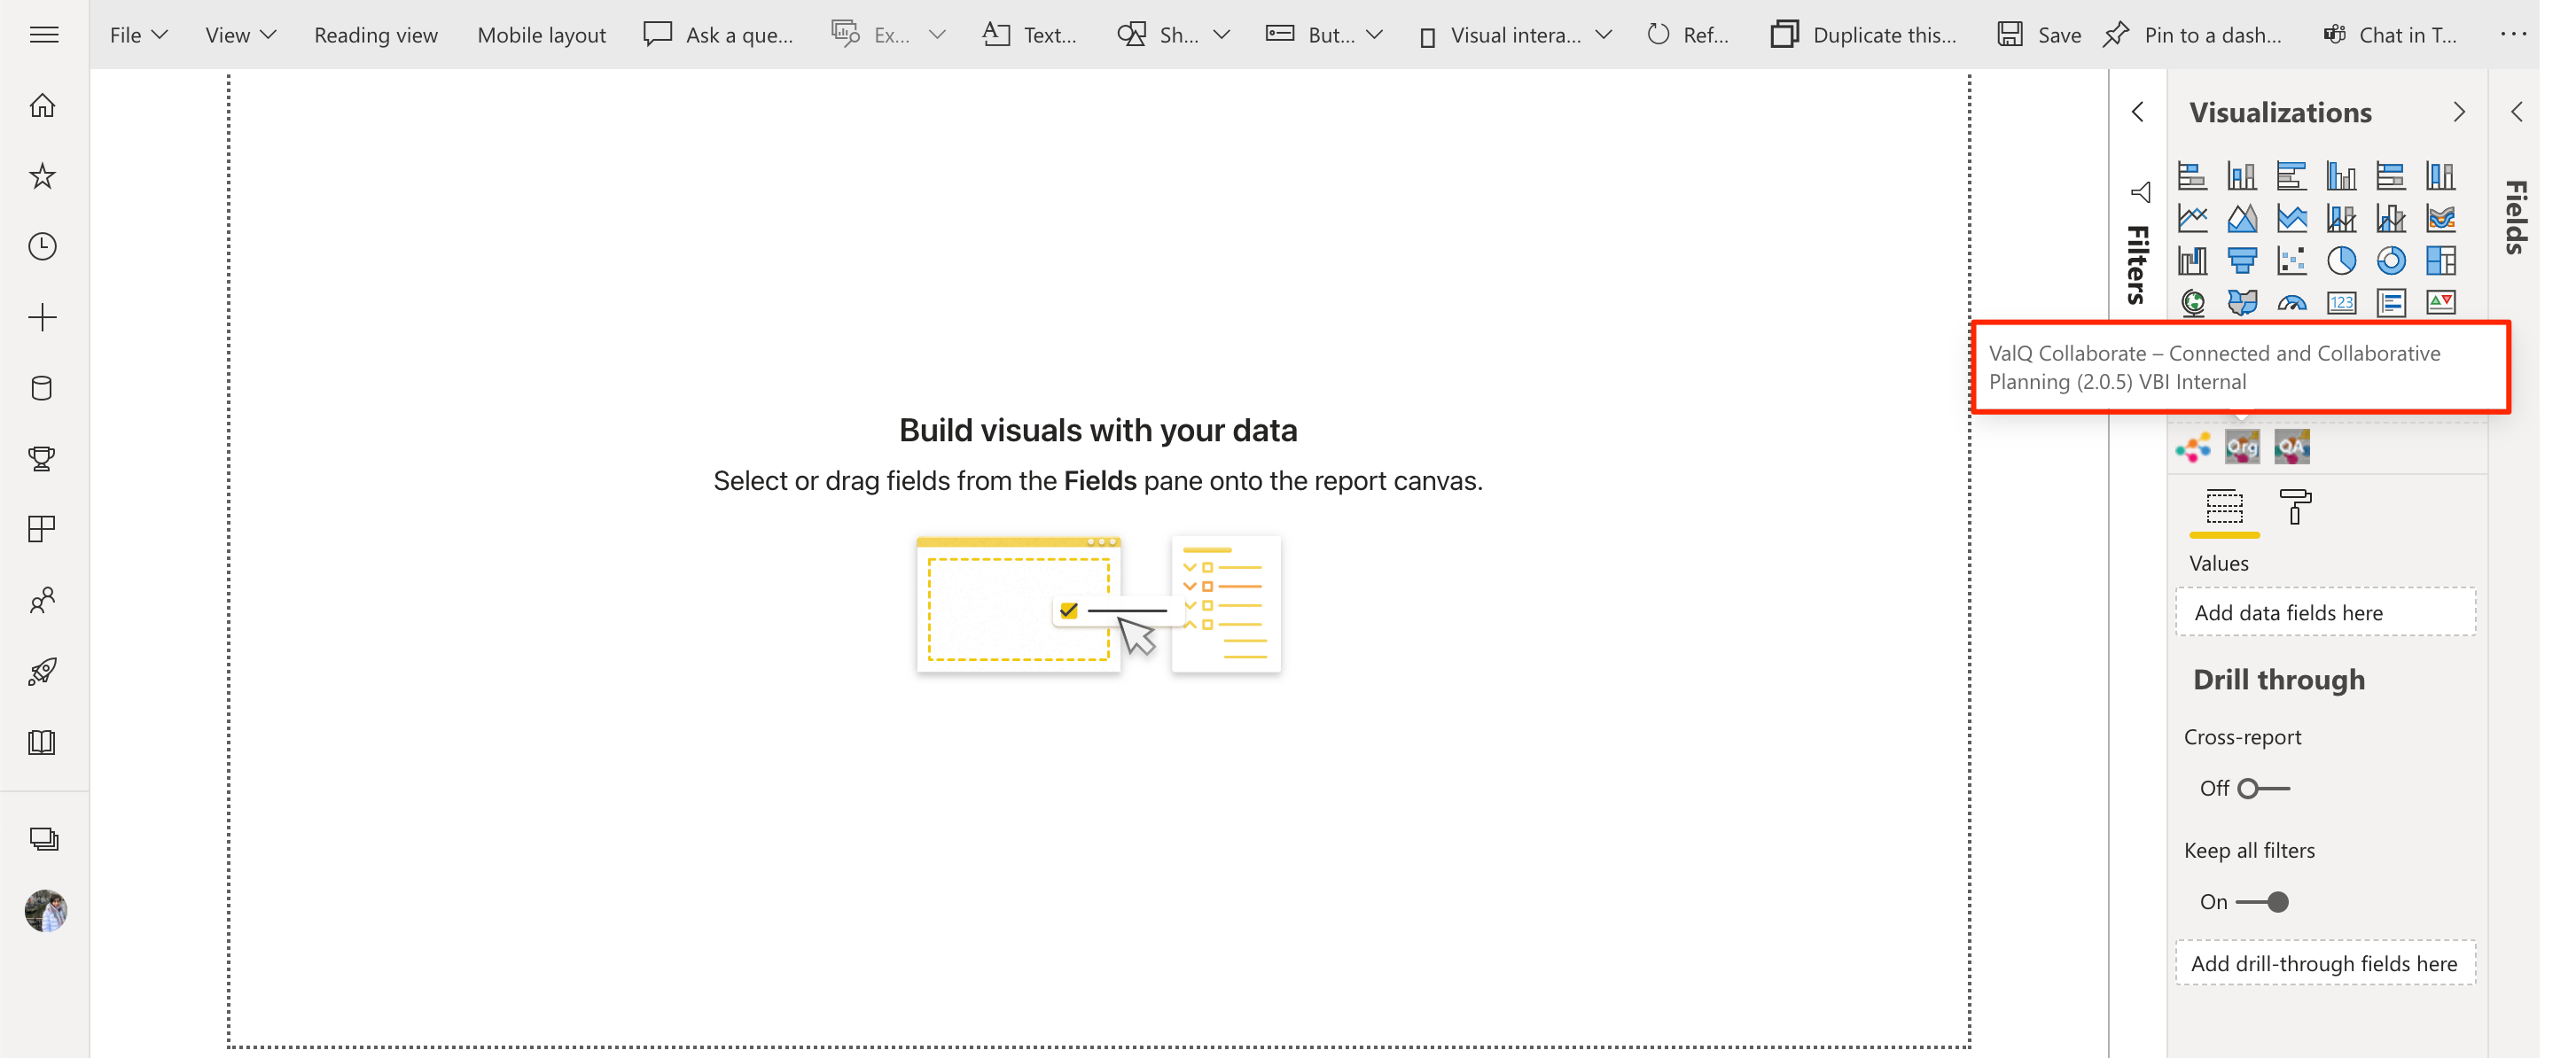 File View Reading view Mobile layout Ask a que... Ex... Text... Sh... But... Visual intera... Ref... Duplicate this... Save Pin to a dash... Chat in T... ...
Visualizations
Filters
Fields
123
ValQ Collaborate – Connected and Collaborative
Planning (2.0.5) VBI Internal
Qrg QA
Build visuals with your data
Select or drag fields from the Fields pane onto the report canvas.
Values
Add data fields here
Drill through
Cross-report
Off
Keep all filters
On
Add drill-through fields here